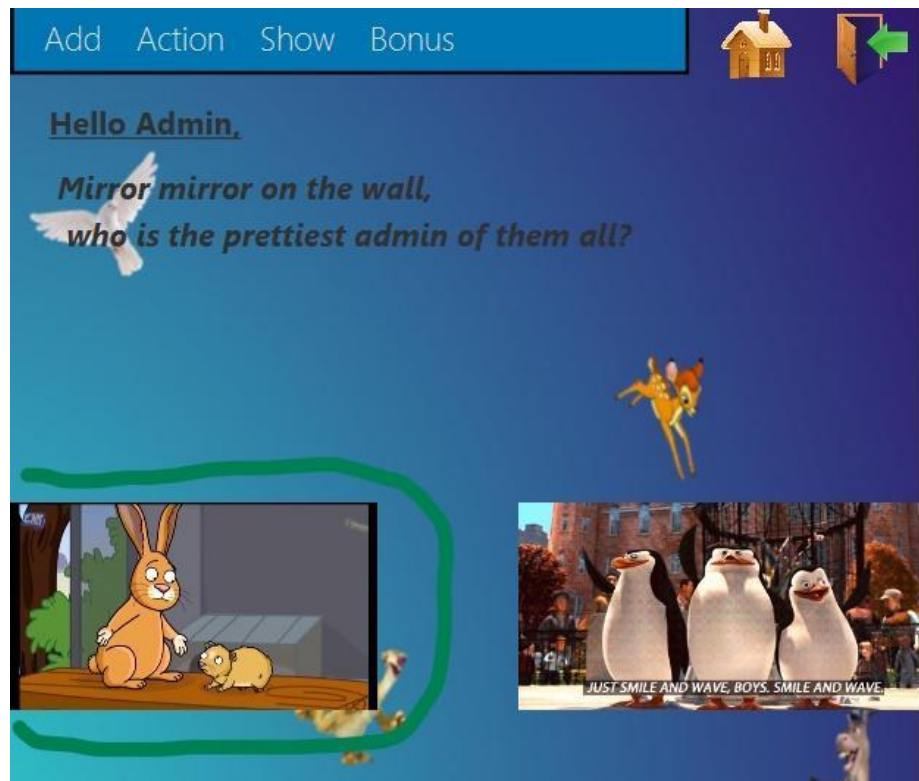 Add Action Show Bonus
Hello Admin,
Mirror mirror on the wall,
who is the prettiest admin of them all?
JUST SMILE AND WAVE, BOYS. SMILE AND WAVE.